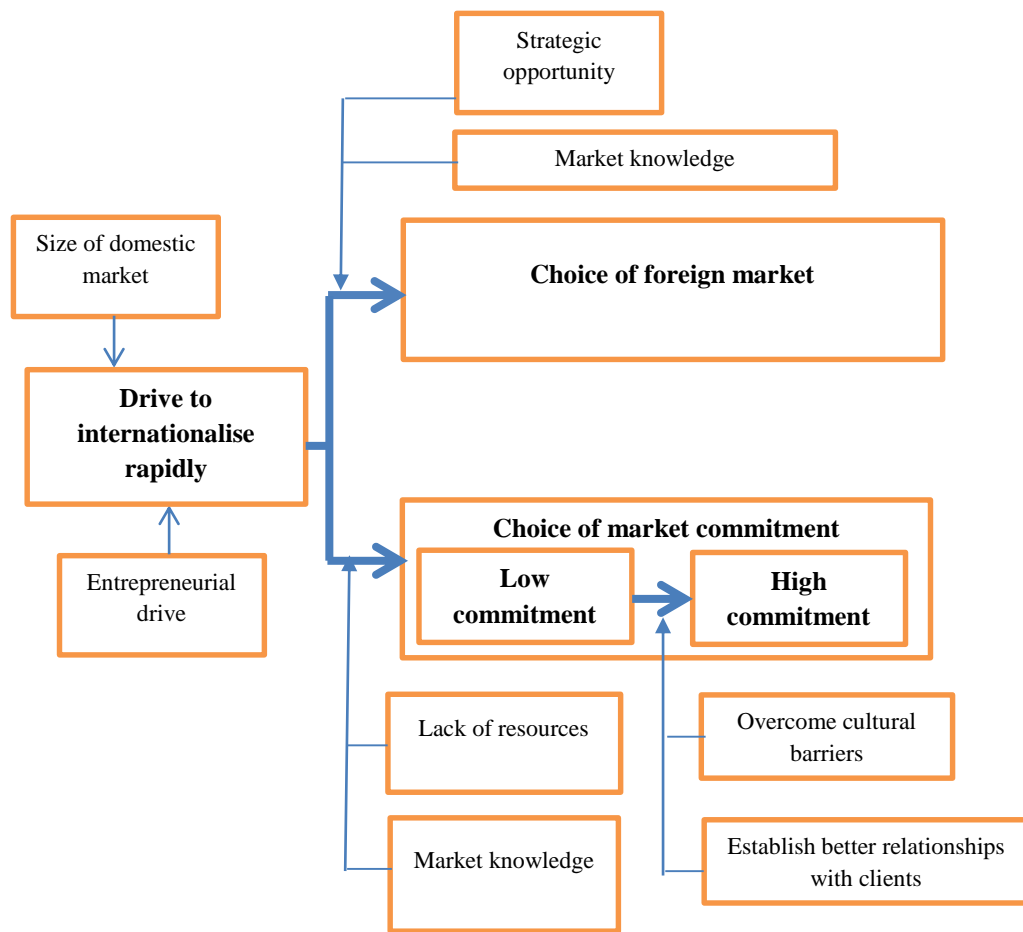 Strategic
opportunity
Market knowledge
Size of domestic
market
Choice of foreign market
Drive to
internationalise
rapidly
Entrepreneurial
drive
Choice of market commitment
Low
commitment
High
commitment
Lack of resources
Market knowledge
Overcome cultural
barriers
Establish better relationships
with clients